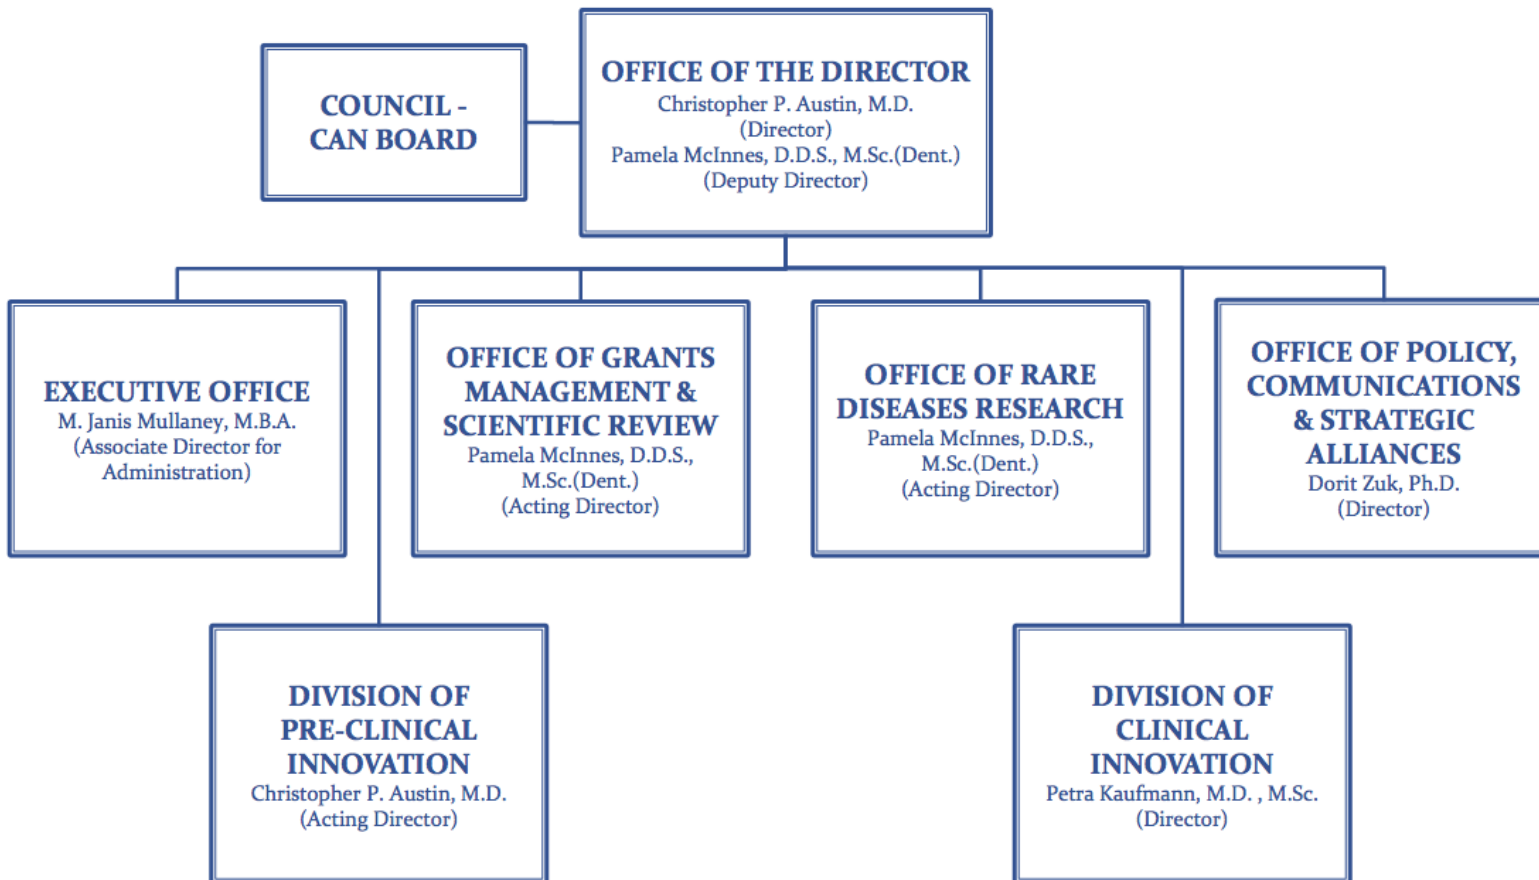 COUNCIL -
CAN BOARD
OFFICE OF THE DIRECTOR
Christopher P. Austin, M.D.
(Director)
Pamela McInnes, D.D.S., M.Sc.(Dent.)
(Deputy Director)
EXECUTIVE OFFICE
M. Janis Mullaney, M.B.A.
(Associate Director for
Administration)
OFFICE OF GRANTS
MANAGEMENT &
SCIENTIFIC REVIEW
Pamela McInnes, D.D.S.,
M.Sc.(Dent.)
(Acting Director)
OFFICE OF RARE
DISEASES RESEARCH
Pamela McInnes, D.D.S.,
M.Sc.(Dent.)
(Acting Director)
OFFICE OF POLICY,
COMMUNICATIONS
& STRATEGIC
ALLIANCES
Dorit Zuk, Ph.D.
(Director)
DIVISION OF
PRE-CLINICAL
INNOVATION
Christopher P. Austin, M.D.
(Acting Director)
DIVISION OF
CLINICAL
INNOVATION
Petra Kaufmann, M.D. , M.Sc.
(Director)